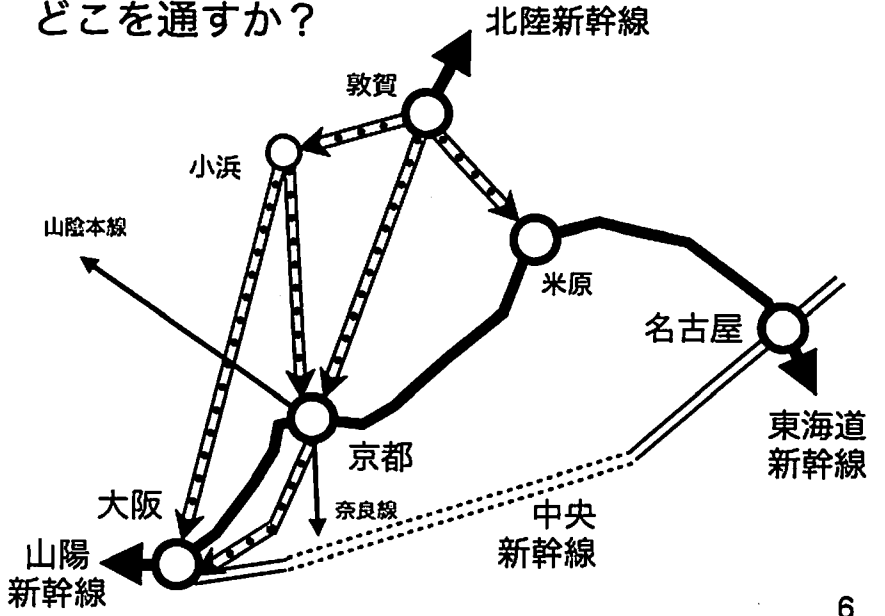 どこを通すか?
北陸新幹線
敦賀
小浜
山陰本線
米原
名古屋
東海道
新幹線
京都
大阪
奈良線
中央
新幹線
山陽
新幹線
6